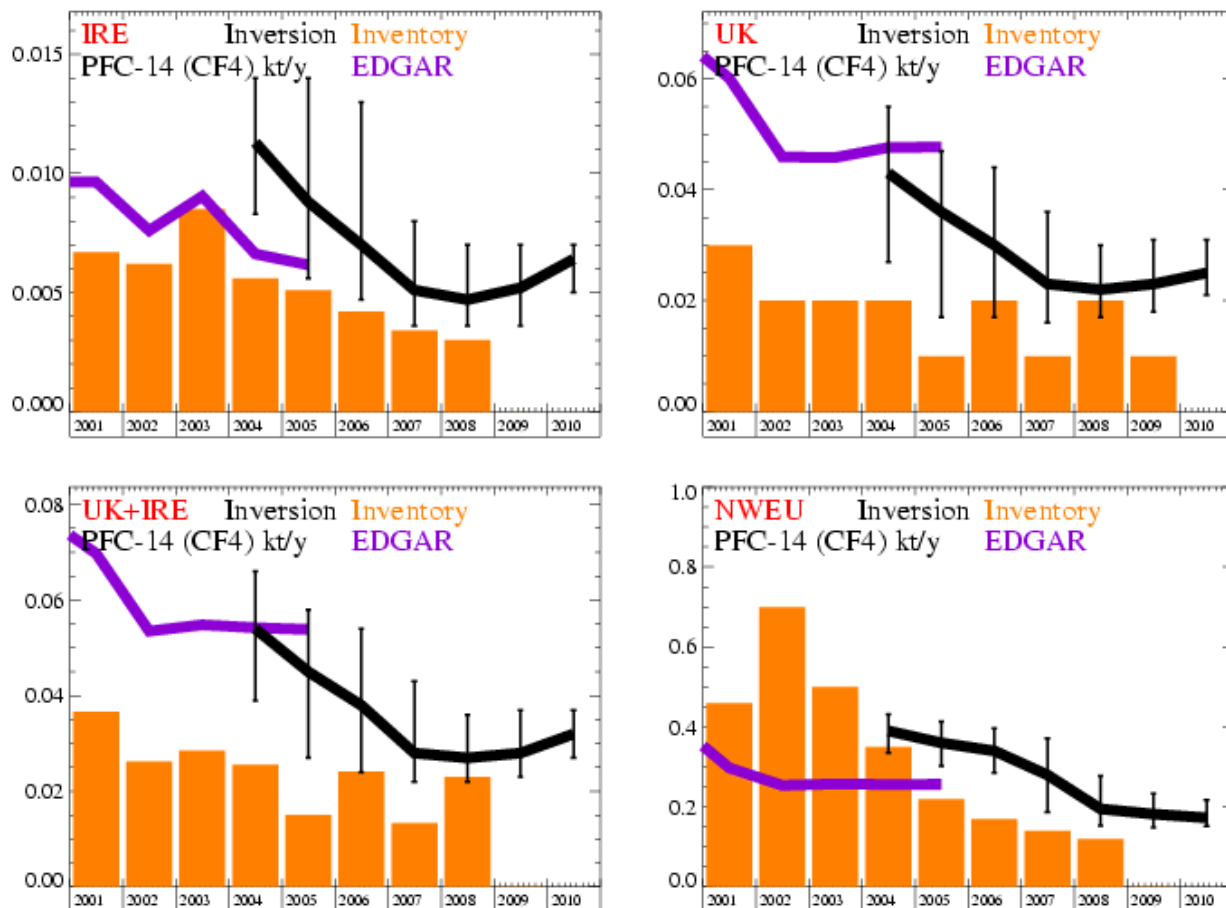 IRE Inversion Inventory
PFC-14 (CF4) kt/y EDGAR
0.015
0.010
0.005
0.000
2001 2002 2003 2004 2005 2006 2007 2008 2009 2010
UK Inversion Inventory
PFC-14 (CF4) kt/y EDGAR
0.06
0.04
0.02
0.00
2001 2002 2003 2004 2005 2006 2007 2008 2009 2010
UK+IRE Inversion Inventory
PFC-14 (CF4) kt/y EDGAR
0.08
0.06
0.04
0.02
0.00
2001 2002 2003 2004 2005 2006 2007 2008 2009 2010
NWEU Inversion Inventory
PFC-14 (CF4) kt/y EDGAR
1.0
0.8
0.6
0.4
0.2
0.0
2001 2002 2003 2004 2005 2006 2007 2008 2009 2010